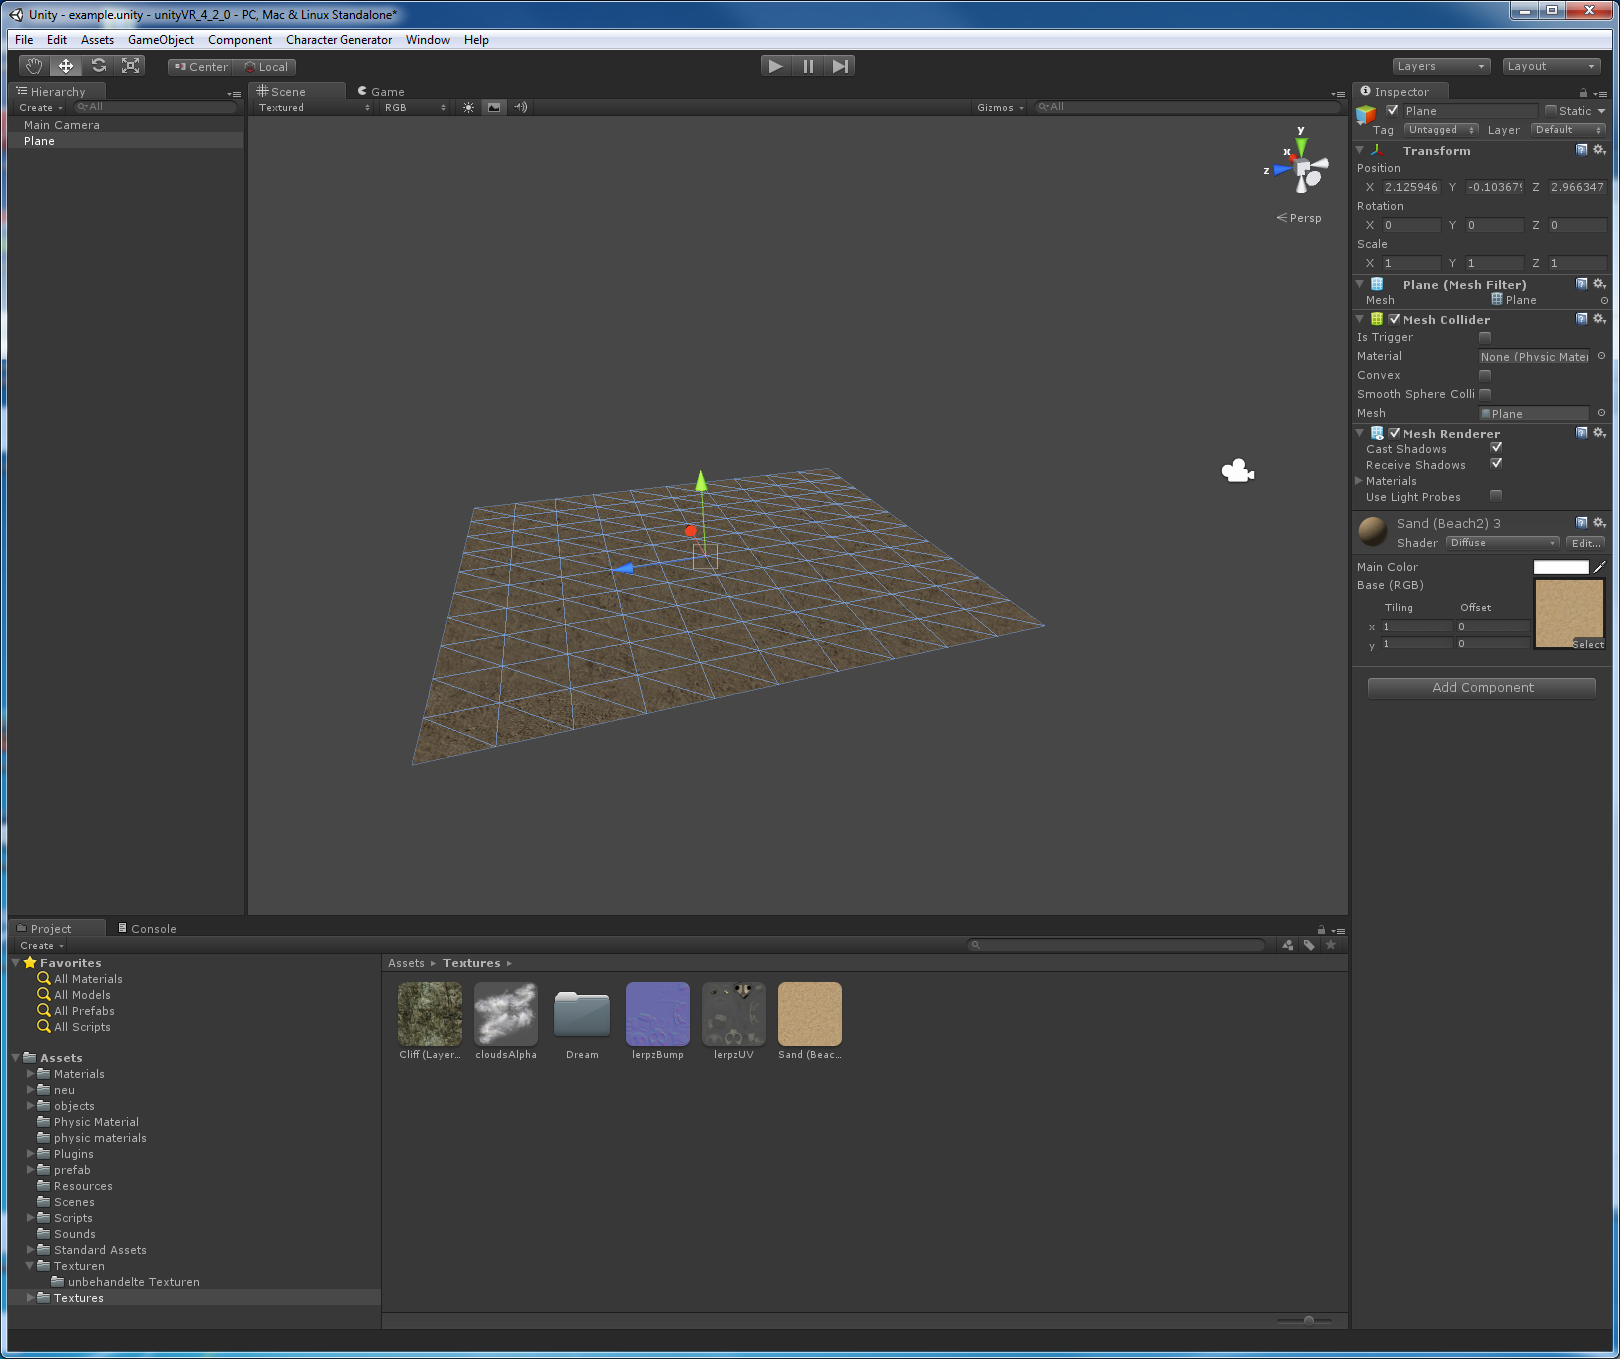 Unity - example.unity - unityVR_4_2_0 - PC, Mac & Linux Standalone*
File Edit Assets GameObject Component Character Generator Window Help
Center Local
Layers Layout
Hierarchy
Create All
Main Camera
Plane
Scene Game
Textured RGB Gizmos All
y
x
z
Persp
Inspector
Plane Static
Tag Untagged Layer Default
Transform
Position
X 2.125946 Y -0.103679 Z 2.966347
Rotation
X 0 Y 0 Z 0
Scale
X 1 Y 1 Z 1
Plane (Mesh Filter)
Mesh Plane
Mesh Collider
Is Trigger
Material None (Physic Mater
Convex
Smooth Sphere Colli
Mesh Plane
Mesh Renderer
Cast Shadows
Receive Shadows
Materials
Use Light Probes
Sand (Beach2) 3
Shader Diffuse Edit...
Main Color
Base (RGB)
Tiling Offset
x 1 0
y 1 0
Select
Add Component
Project Console
Create
Favorites
All Materials
All Models
All Prefabs
All Scripts
Assets
Materials
neu
objects
Physic Material
physic materials
Plugins
prefab
Resources
Scenes
Scripts
Sounds
Standard Assets
Texturen
unbehandelte Texturen
Textures
Assets Textures
Cliff (Layer... cloudsAlpha Dream lerpzBump lerpzUV Sand (Beac...